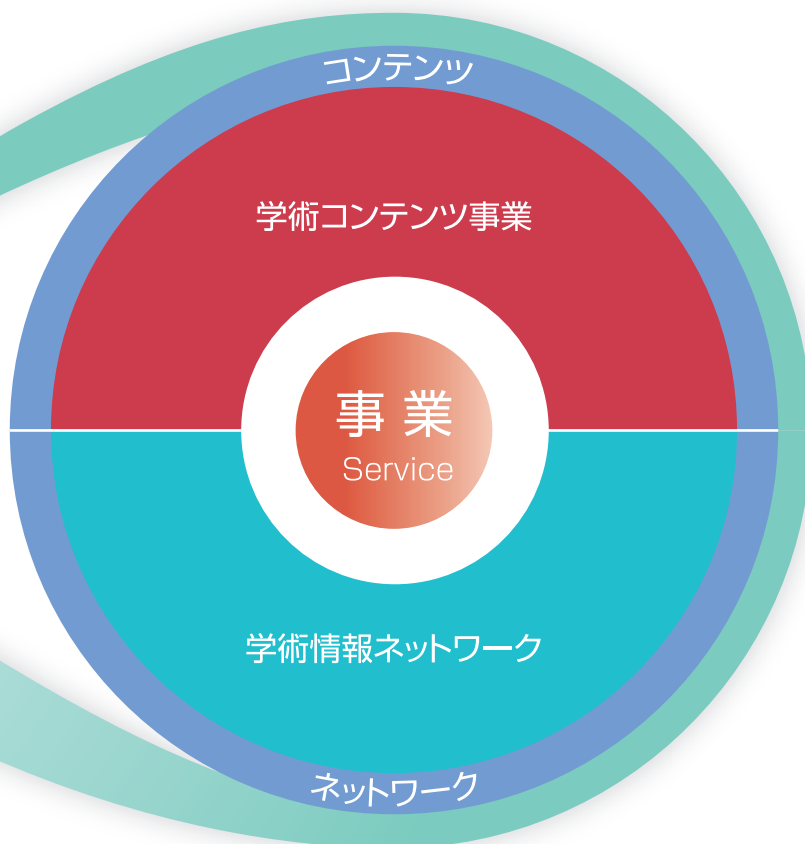 コンテンツ
学術コンテンツ事業
事業
Service
学術情報ネットワーク
ネットワーク